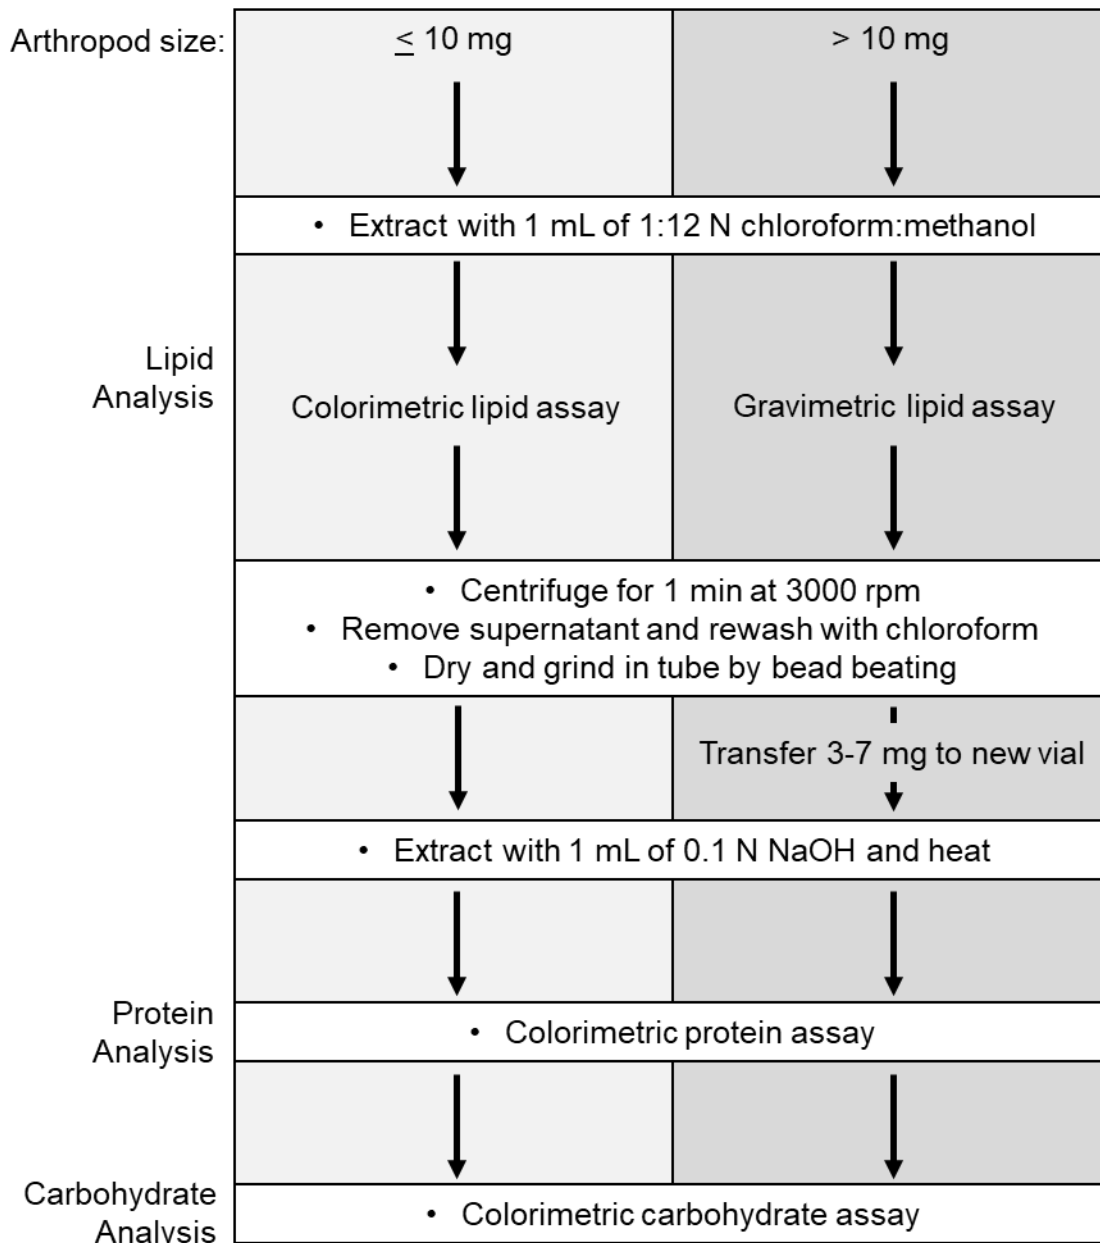 Arthropod size:
≤ 10 mg
> 10 mg
• Extract with 1 mL of 1:12 N chloroform:methanol
Lipid
Analysis
Colorimetric lipid assay
Gravimetric lipid assay
• Centrifuge for 1 min at 3000 rpm
• Remove supernatant and rewash with chloroform
• Dry and grind in tube by bead beating
Transfer 3-7 mg to new vial
• Extract with 1 mL of 0.1 N NaOH and heat
Protein
Analysis
• Colorimetric protein assay
Carbohydrate
Analysis
• Colorimetric carbohydrate assay